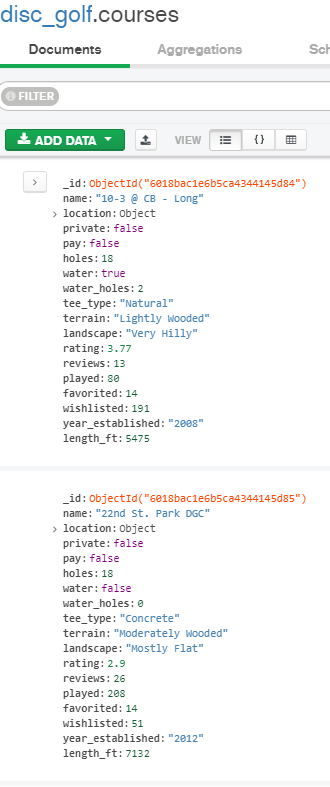 disc_golf.courses
Documents Aggregations Sch
FILTER
ADD DATA VIEW {}
_id:ObjectId("6018bac1e6b5ca4344145d84")
name:"10-3 @ CB - Long"
location:Object
private:false
pay:false
holes:18
water:true
water_holes:2
tee_type:"Natural"
terrain:"Lightly Wooded"
landscape:"Very Hilly"
rating:3.77
reviews:13
played:80
favorited:14
wishlisted:191
year_established:"2008"
length_ft:5475
_id:ObjectId("6018bac1e6b5ca4344145d85")
name:"22nd St. Park DGC"
location:Object
private:false
pay:false
holes:18
water:false
water_holes:0
tee_type:"Concrete"
terrain:"Moderately Wooded"
landscape:"Mostly Flat"
rating:2.9
reviews:26
played:208
favorited:14
wishlisted:51
year_established:"2012"
length_ft:7132